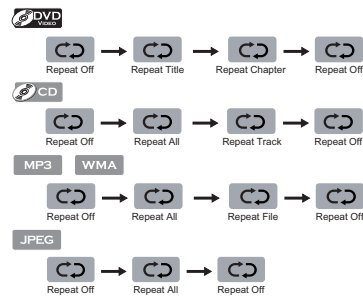 DVD
VIDEO
Repeat Off Repeat Title Repeat Chapter Repeat Off
CD
Repeat Off Repeat All Repeat Track Repeat Off
MP3 WMA
Repeat Off Repeat All Repeat File Repeat Off
JPEG
Repeat Off Repeat All Repeat Off